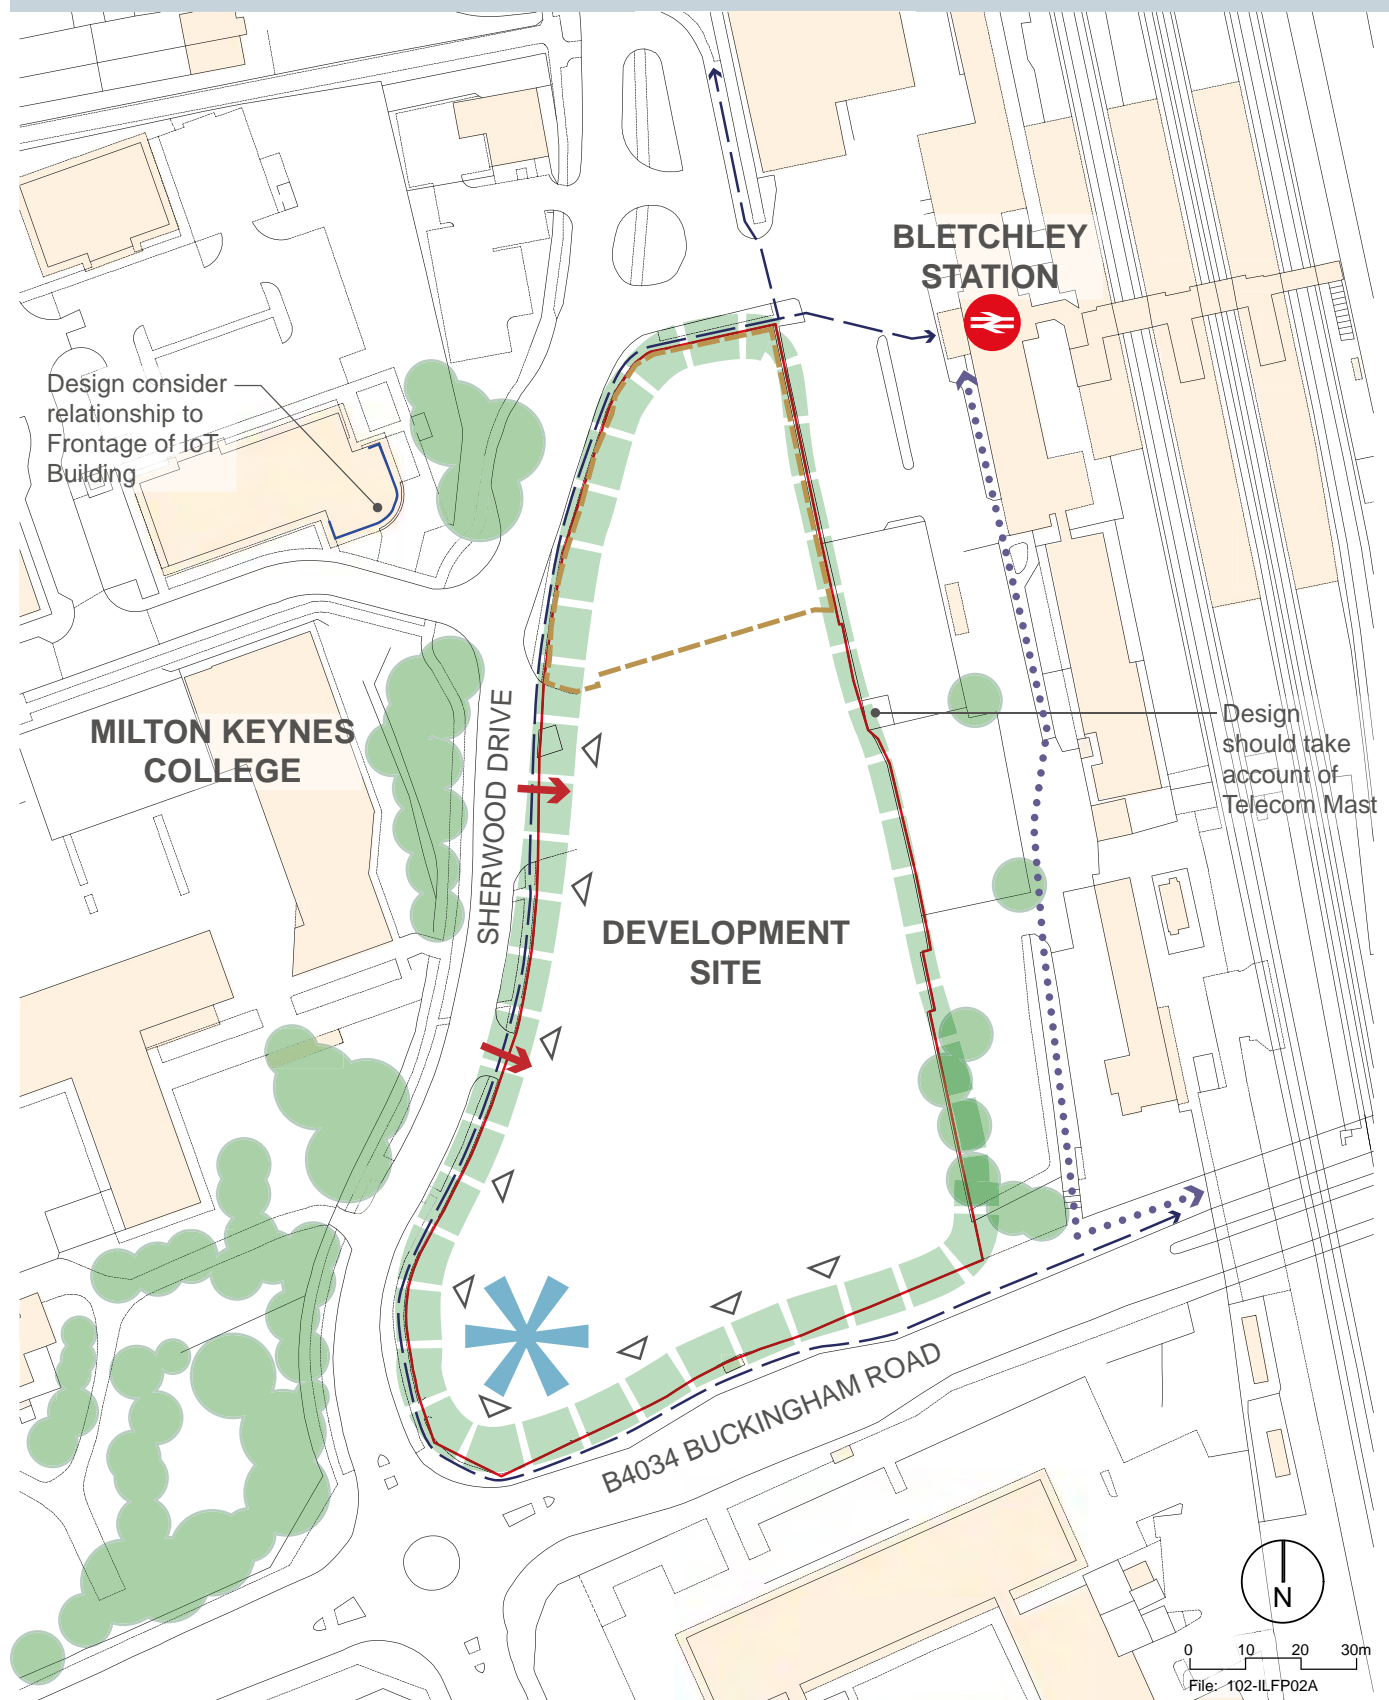 BLETCHLEY
STATION
Design consider
relationship to
Frontage of IoT
Building
MILTON KEYNES
COLLEGE
SHERWOOD DRIVE
Design
should take
account of
Telecom Mast
DEVELOPMENT
SITE
B4034 BUCKINGHAM ROAD
N
0 10 20 30m
File: 102-ILFP02A